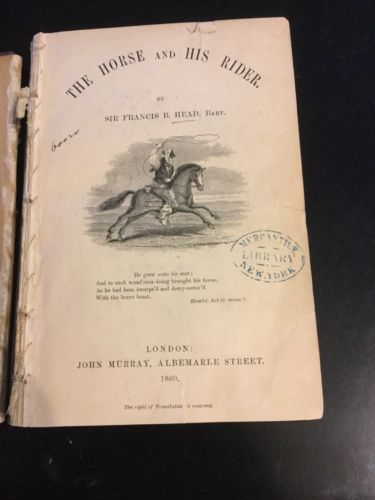 THE HORSE AND HIS RIDER.
BY
SIR FRANCIS B. HEAD, BART.
60020
He grew unto his seat;
And to such wond'rous doing brought his horse,
As he had been incorps'd and demy-natur'd
With the brave beast.
Hamlet, Act iv. Scene 7.
MERCANTILE
LIBRARY
NEW-YORK
LONDON:
JOHN MURRAY, ALBEMARLE STREET.
1860.
The right of Translation is reserved.